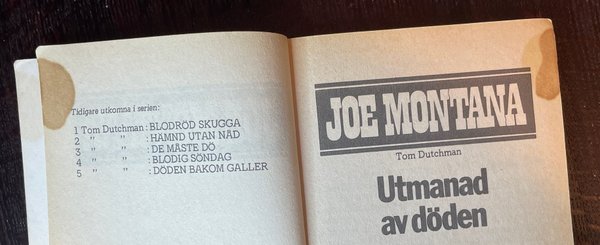 Tidigare utkomna i serien:
1 Tom Dutchman : BLODRÖD SKUGGA
2 " " : HÄMND UTAN NÅD
3 " " : DE MÅSTE DÖ
4 " " : BLODIG SÖNDAG
5 " " : DÖDEN BAKOM GALLER
JOE MONTANA
Tom Dutchman
Utmanad
av döden